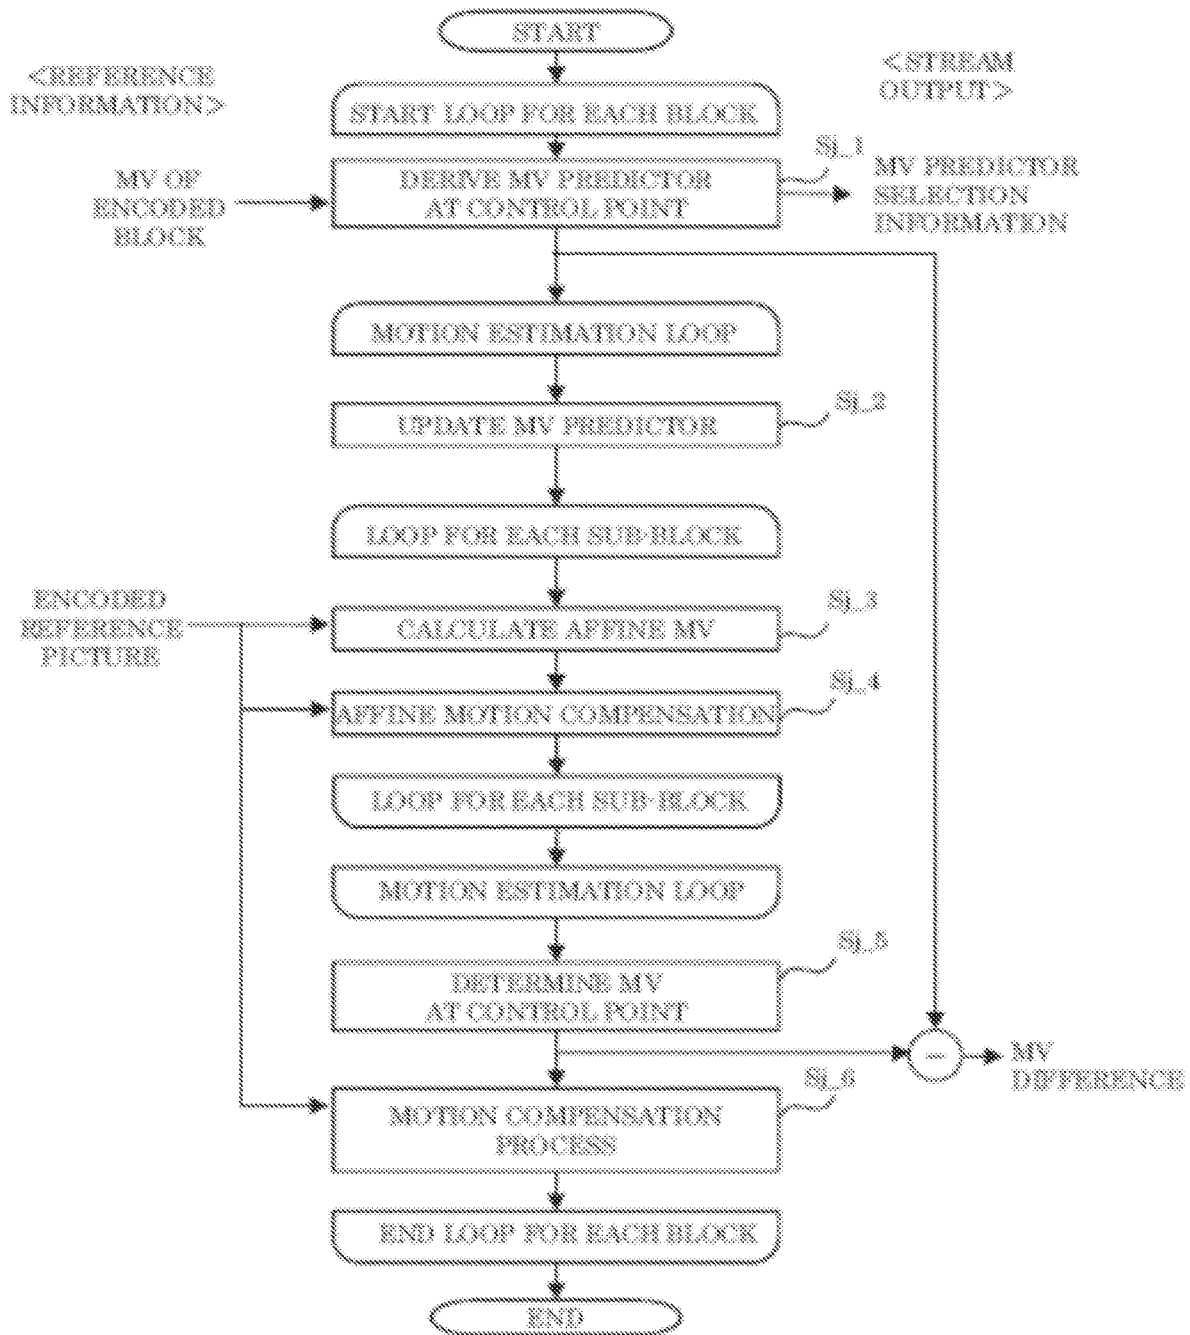 START
<REFERENCE
INFORMATION>
<STREAM
OUTPUT>
START LOOP FOR EACH BLOCK
Sj_1
MV OF
ENCODED
BLOCK
DERIVE MV PREDICTOR
AT CONTROL POINT
MV PREDICTOR
SELECTION
INFORMATION
MOTION ESTIMATION LOOP
Sj_2
UPDATE MV PREDICTOR
LOOP FOR EACH SUB-BLOCK
ENCODED
REFERENCE
PICTURE
Sj_3
CALCULATE AFFINE MV
Sj_4
AFFINE MOTION COMPENSATION
LOOP FOR EACH SUB-BLOCK
MOTION ESTIMATION LOOP
Sj_5
DETERMINE MV
AT CONTROL POINT
−
MV
DIFFERENCE
Sj_6
MOTION COMPENSATION
PROCESS
END LOOP FOR EACH BLOCK
END